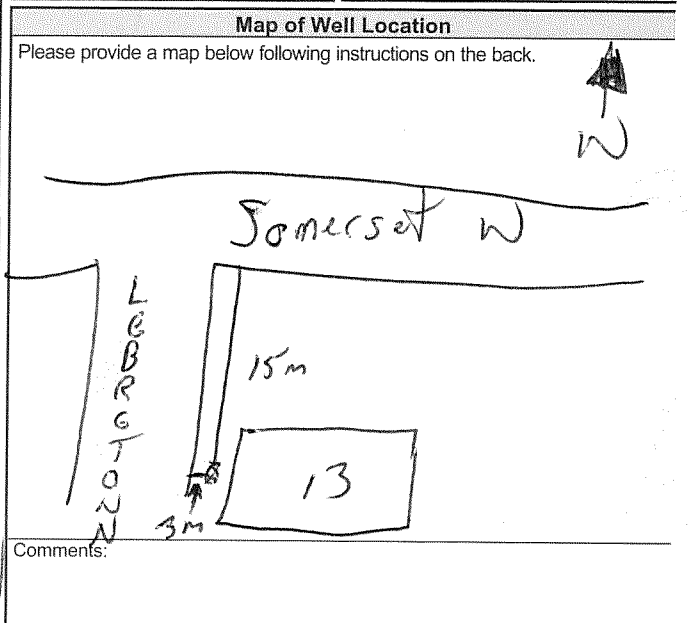 Map of Well Location
Please provide a map below following instructions on the back.
N
Somerset W
LeBReTON N
15m
13
3m
Comments: